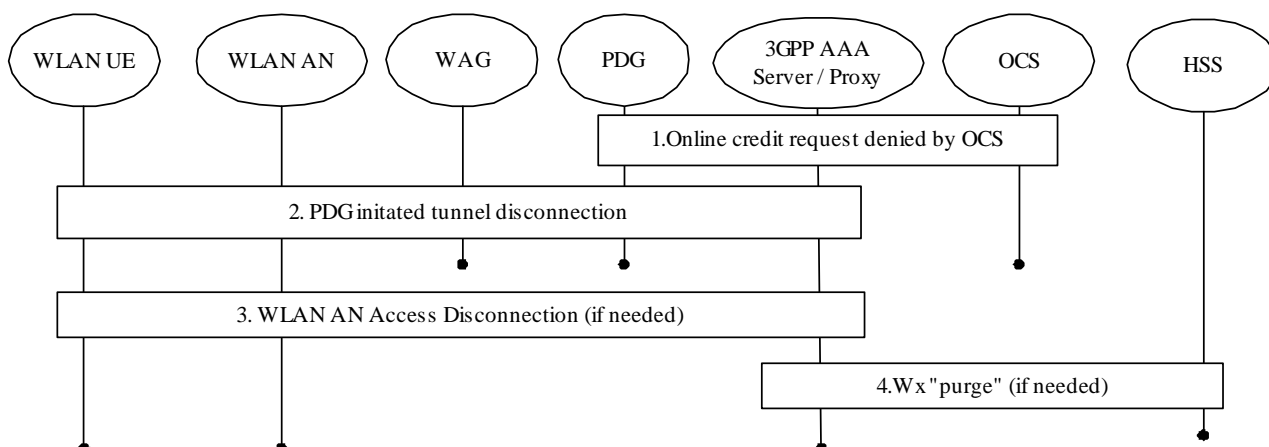 WLAN UE
WLAN AN
WAG
PDG
3GPP AAA
Server / Proxy
OCS
HSS
1.Online credit request denied by OCS
2. PDG initated tunnel disconnection
3. WLAN AN Access Disconnection (if needed)
4.Wx "purge" (if needed)